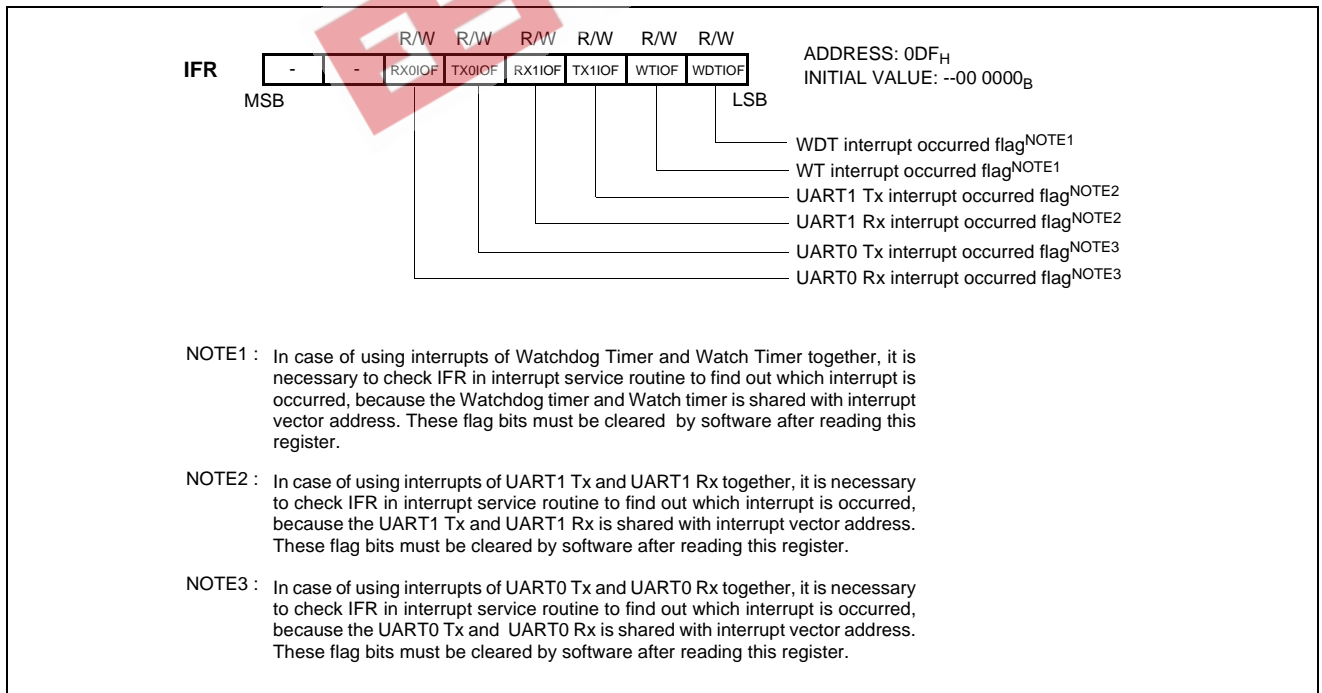 R/W R/W R/W R/W R/W R/W
IFR - - RX0IOF TX0IOF RX1IOF TX1IOF WTIOF WDTIOF
MSB LSB
ADDRESS: 0DFH
INITIAL VALUE: --00 0000B
WDT interrupt occurred flagNOTE1
WT interrupt occurred flagNOTE1
UART1 Tx interrupt occurred flagNOTE2
UART1 Rx interrupt occurred flagNOTE2
UART0 Tx interrupt occurred flagNOTE3
UART0 Rx interrupt occurred flagNOTE3
NOTE1 : In case of using interrupts of Watchdog Timer and Watch Timer together, it is
necessary to check IFR in interrupt service routine to find out which interrupt is
occurred, because the Watchdog timer and Watch timer is shared with interrupt
vector address. These flag bits must be cleared by software after reading this
register.
NOTE2 : In case of using interrupts of UART1 Tx and UART1 Rx together, it is necessary
to check IFR in interrupt service routine to find out which interrupt is occurred,
because the UART1 Tx and UART1 Rx is shared with interrupt vector address.
These flag bits must be cleared by software after reading this register.
NOTE3 : In case of using interrupts of UART0 Tx and UART0 Rx together, it is necessary
to check IFR in interrupt service routine to find out which interrupt is occurred,
because the UART0 Tx and UART0 Rx is shared with interrupt vector address.
These flag bits must be cleared by software after reading this register.